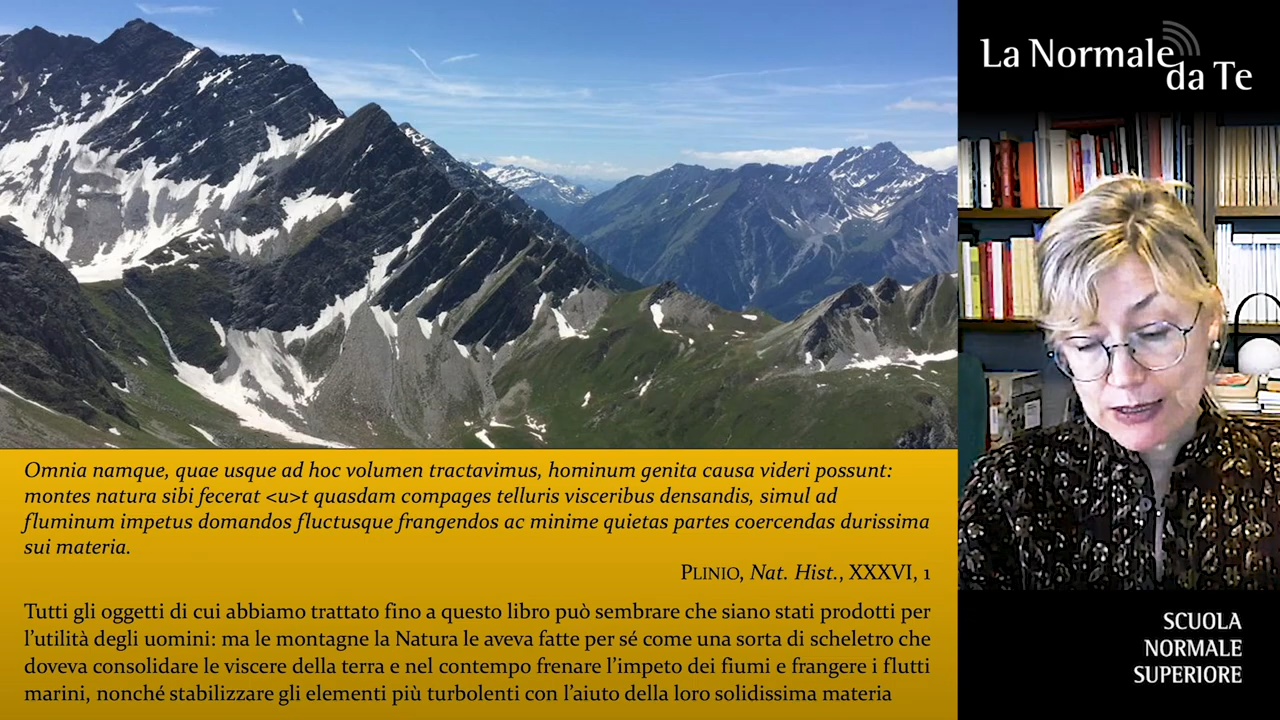 La Normale
da Te
Omnia namque, quae usque ad hoc volumen tractavimus, hominum genita causa videri possunt:
montes natura sibi fecerat <u>t quasdam compages telluris visceribus densandis, simul ad
fluminum impetus domandos fluctusque frangendos ac minime quietas partes coercendas durissima
sui materia.
PLINIO, Nat. Hist., XXXVI, 1
Tutti gli oggetti di cui abbiamo trattato fino a questo libro può sembrare che siano stati prodotti per
l'utilità degli uomini: ma le montagne la Natura le aveva fatte per sé come una sorta di scheletro che
doveva consolidare le viscere della terra e nel contempo frenare l'impeto dei fiumi e frangere i flutti
marini, nonché stabilizzare gli elementi più turbolenti con l'aiuto della loro solidissima materia
SCUOLA
NORMALE
SUPERIORE